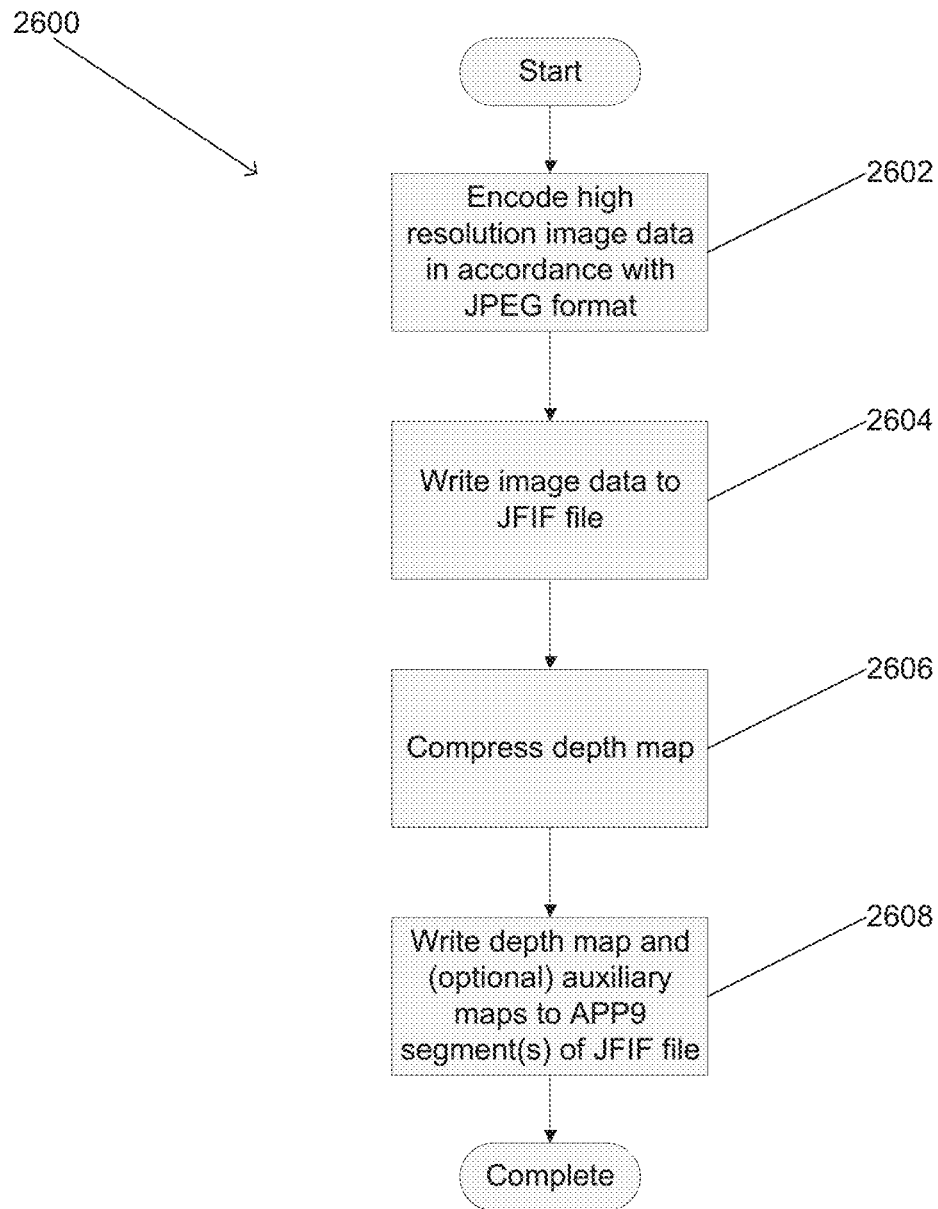 2600
Start
Encode high
resolution image data
in accordance with
JPEG format
2602
Write image data to
JFIF file
2604
Compress depth map
2606
Write depth map and
(optional) auxiliary
maps to APP9
segment(s) of JFIF file
2608
Complete